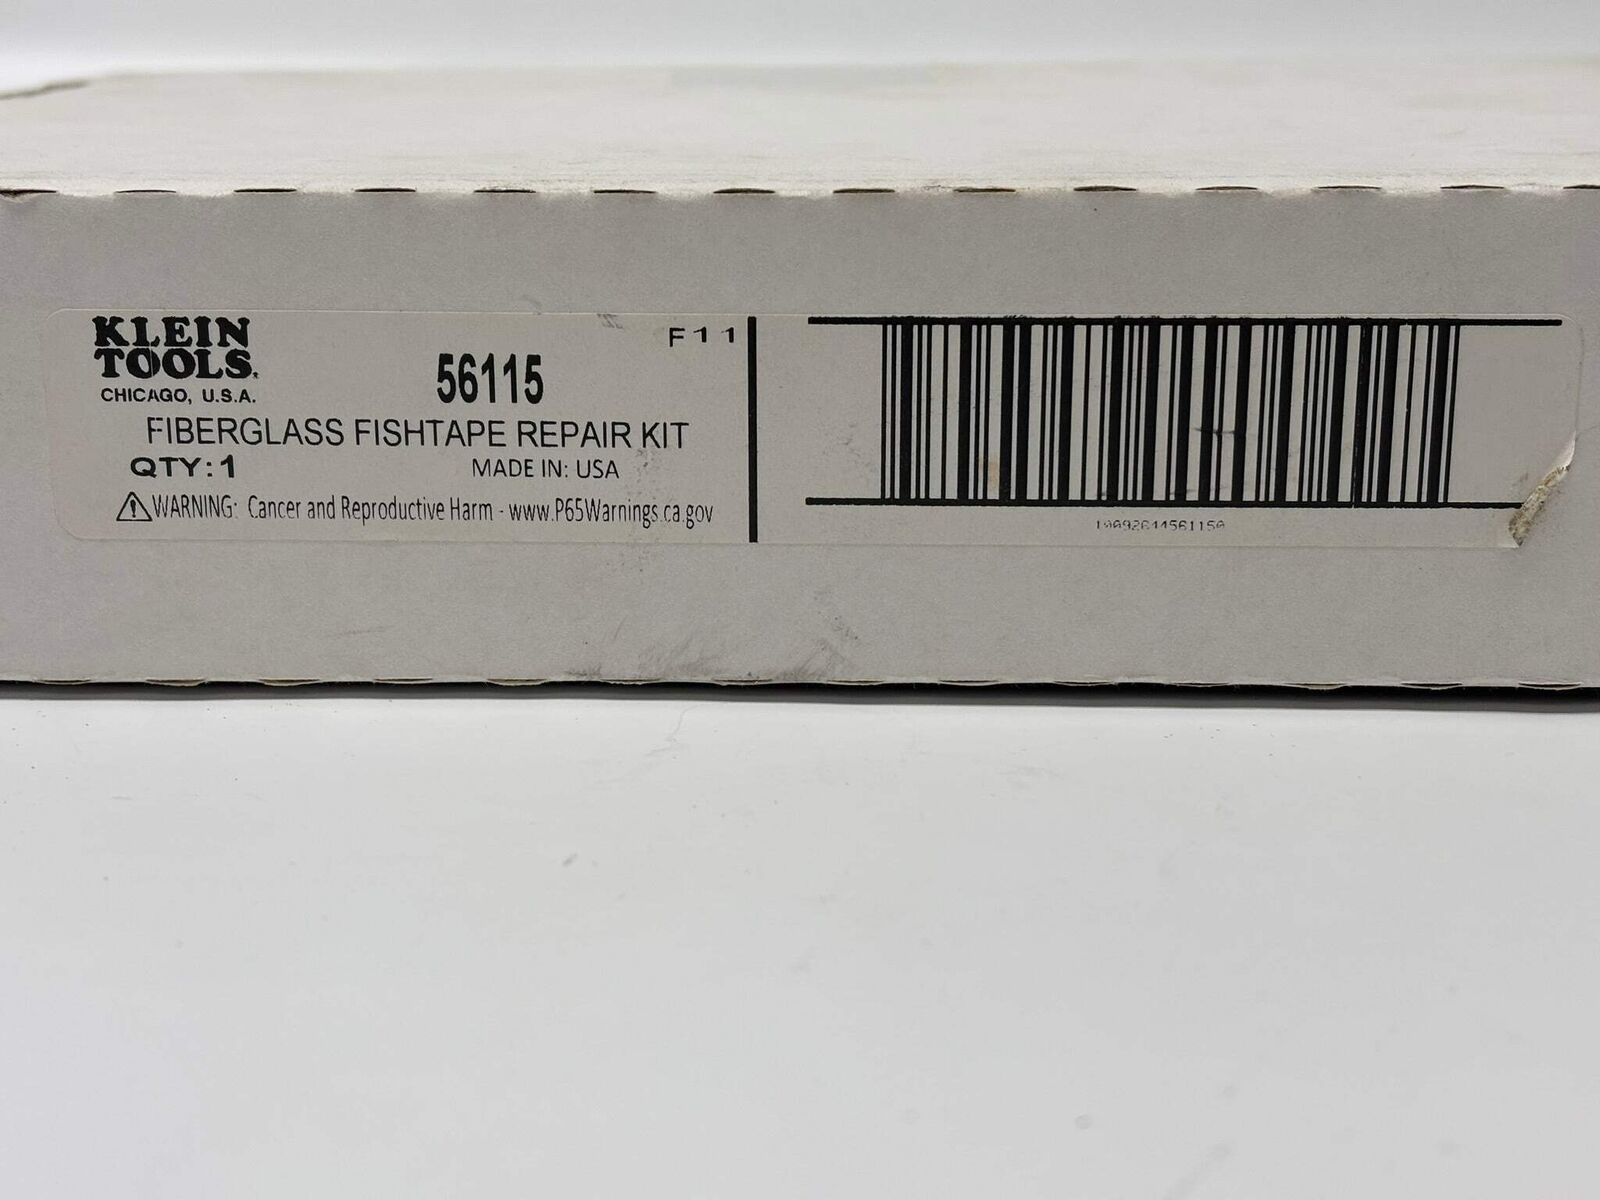 KLEIN
TOOLS.
CHICAGO, U.S.A.
F11
56115
FIBERGLASS FISHTAPE REPAIR KIT
QTY:1
MADE IN: USA
WARNING: Cancer and Reproductive Harm - www.P65Warnings.ca.gov